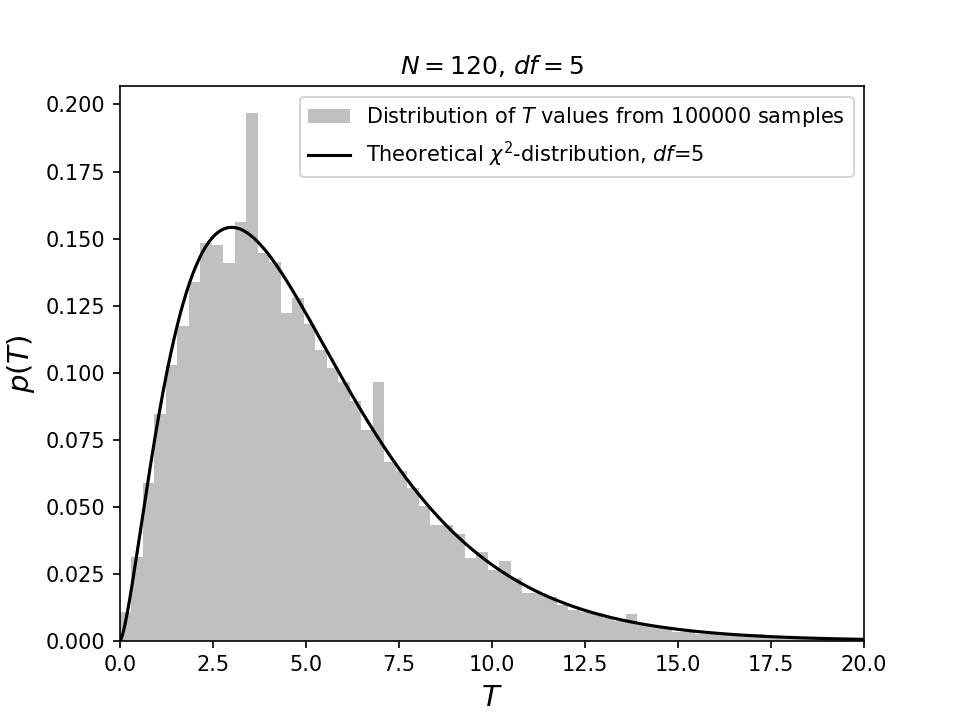 N = 120, df = 5
Distribution of T values from 100000 samples
Theoretical χ²-distribution, df=5
p(T)
0.200
0.175
0.150
0.125
0.100
0.075
0.050
0.025
0.000
0.0 2.5 5.0 7.5 10.0 12.5 15.0 17.5 20.0
T